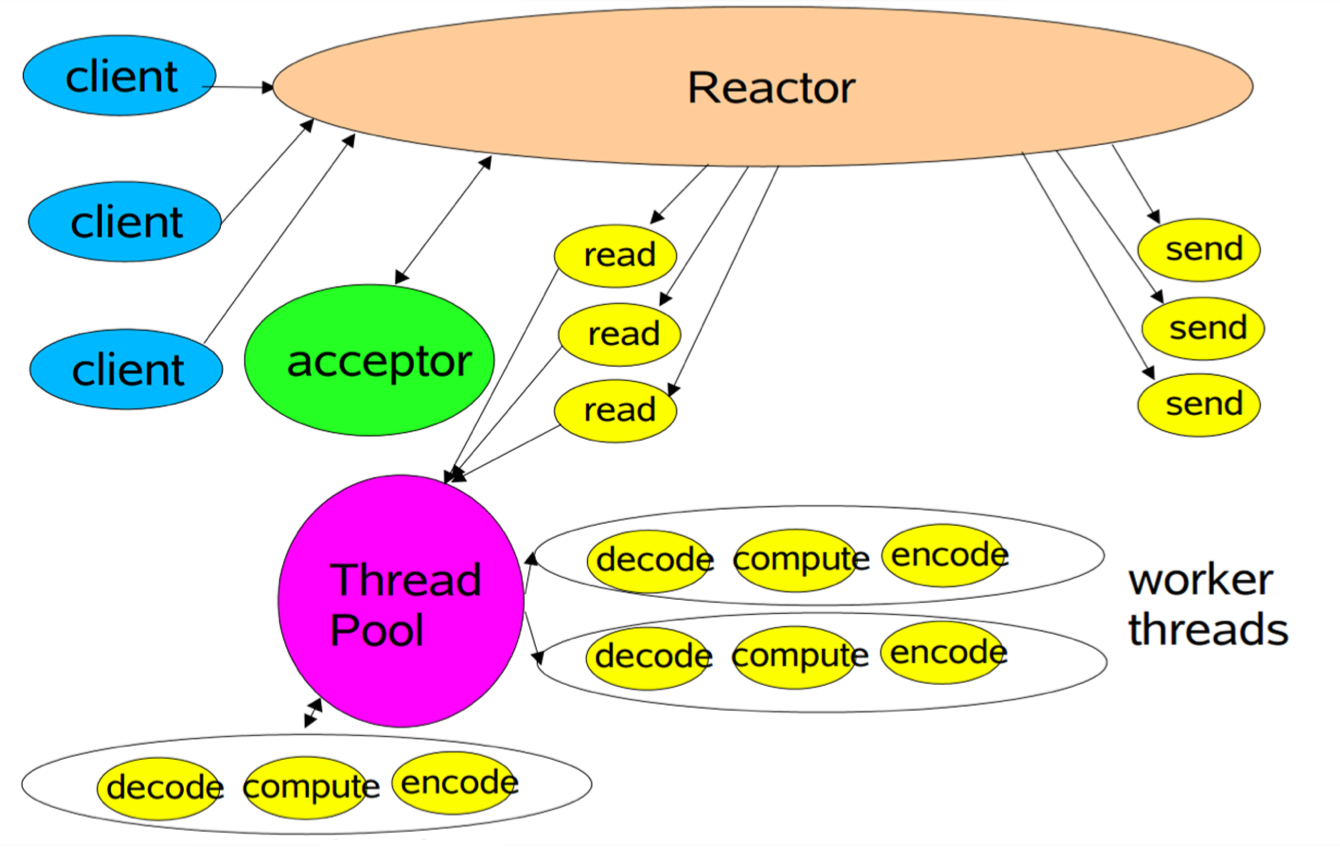 client
Reactor
client
client
acceptor
read
read
read
send
send
send
Thread
Pool
decode compute encode
decode compute encode
worker
threads
decode compute encode